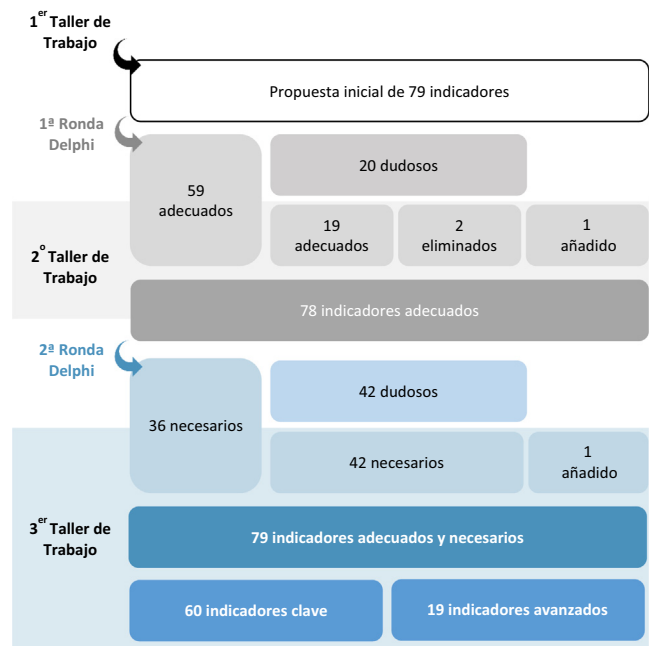 1er Taller de
Trabajo
Propuesta inicial de 79 indicadores
1ª Ronda
Delphi
59
adecuados
20 dudosos
19
adecuados
2
eliminados
1
añadido
2º Taller de
Trabajo
78 indicadores adecuados
2ª Ronda
Delphi
36 necesarios
42 dudosos
42 necesarios
1
añadido
3er Taller de
Trabajo
79 indicadores adecuados y necesarios
60 indicadores clave
19 indicadores avanzados